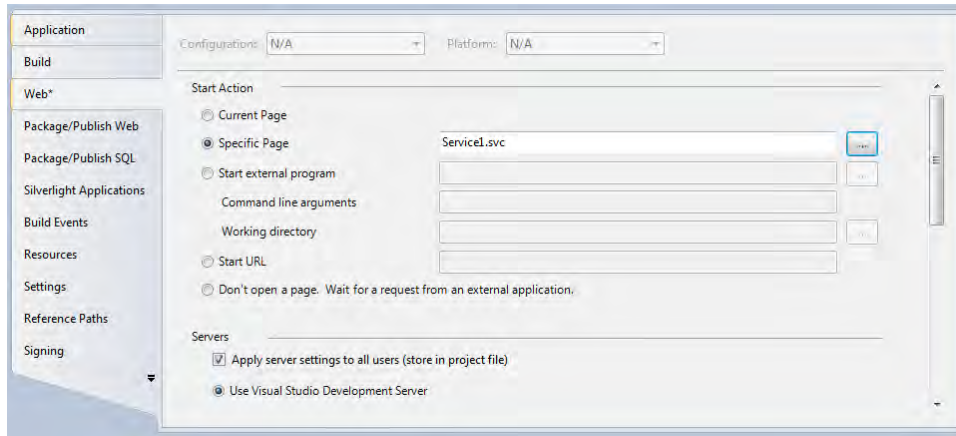 Application
Build
Web*
Package/Publish Web
Package/Publish SQL
Silverlight Applications
Build Events
Resources
Settings
Reference Paths
Signing
Configuration: N/A Platform: N/A
Start Action
Current Page
Specific Page Service1.svc ...
Start external program ...
Command line arguments
Working directory ...
Start URL
Don't open a page. Wait for a request from an external application.
Servers
Apply server settings to all users (store in project file)
Use Visual Studio Development Server